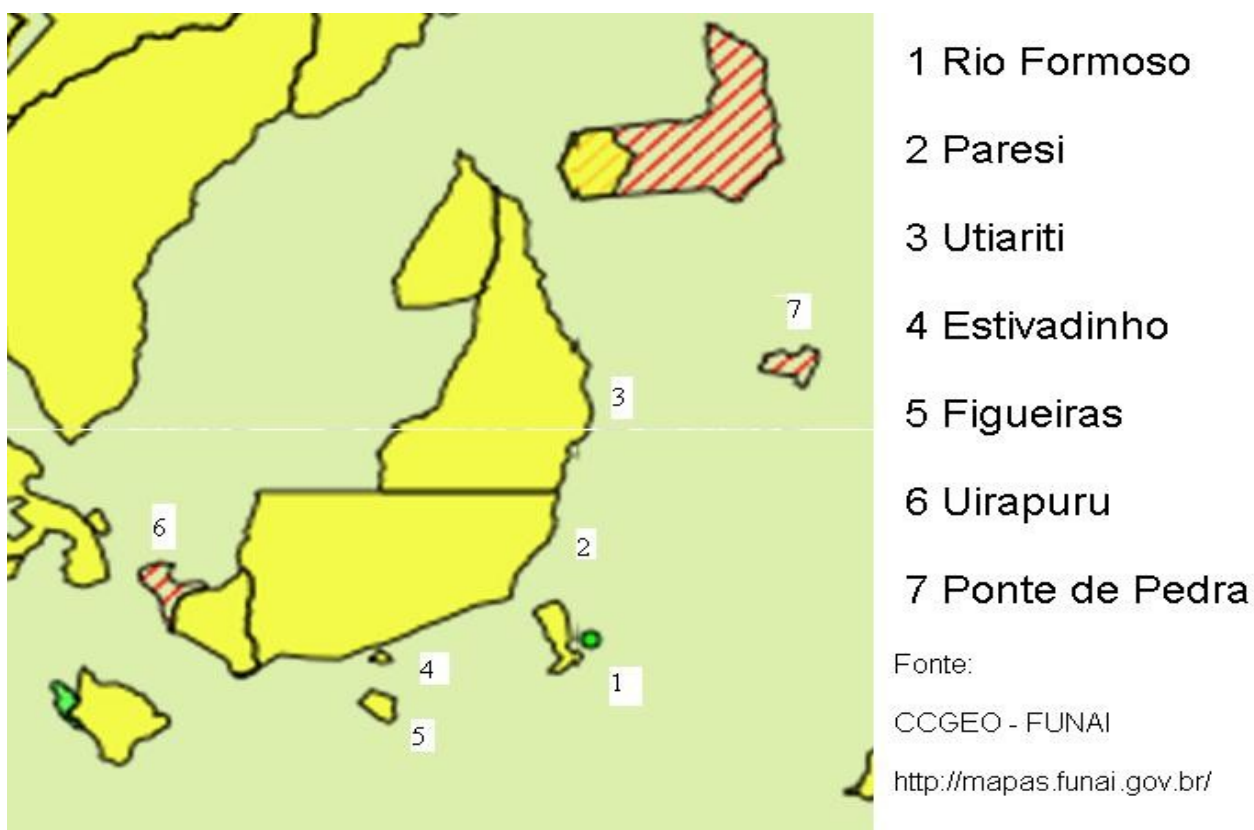 1 Rio Formoso
2 Paresi
3 Utiariti
4 Estivadinho
5 Figueiras
6 Uirapuru
7 Ponte de Pedra
Fonte:
CCGEO - FUNAI
http://mapas.funai.gov.br/
7
3
6
2
4
1
5